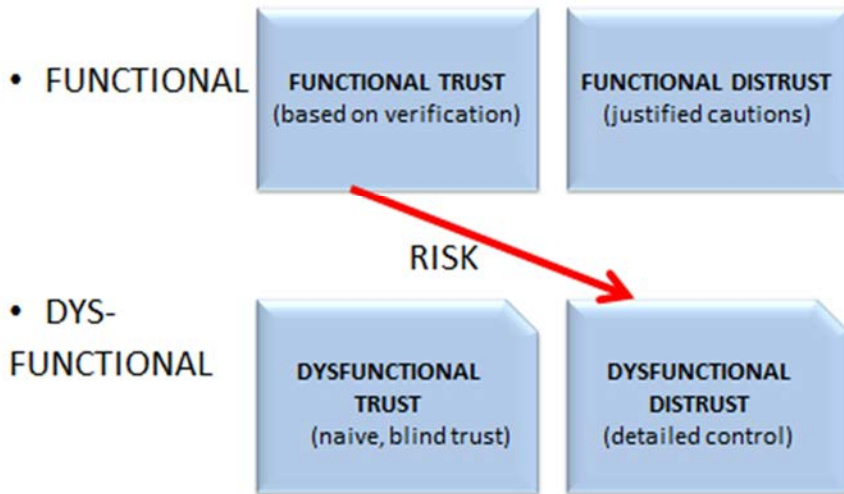 • FUNCTIONAL
FUNCTIONAL TRUST
(based on verification)
FUNCTIONAL DISTRUST
(justified cautions)
RISK
• DYS-
FUNCTIONAL
DYSFUNCTIONAL
TRUST
(naive, blind trust)
DYSFUNCTIONAL
DISTRUST
(detailed control)